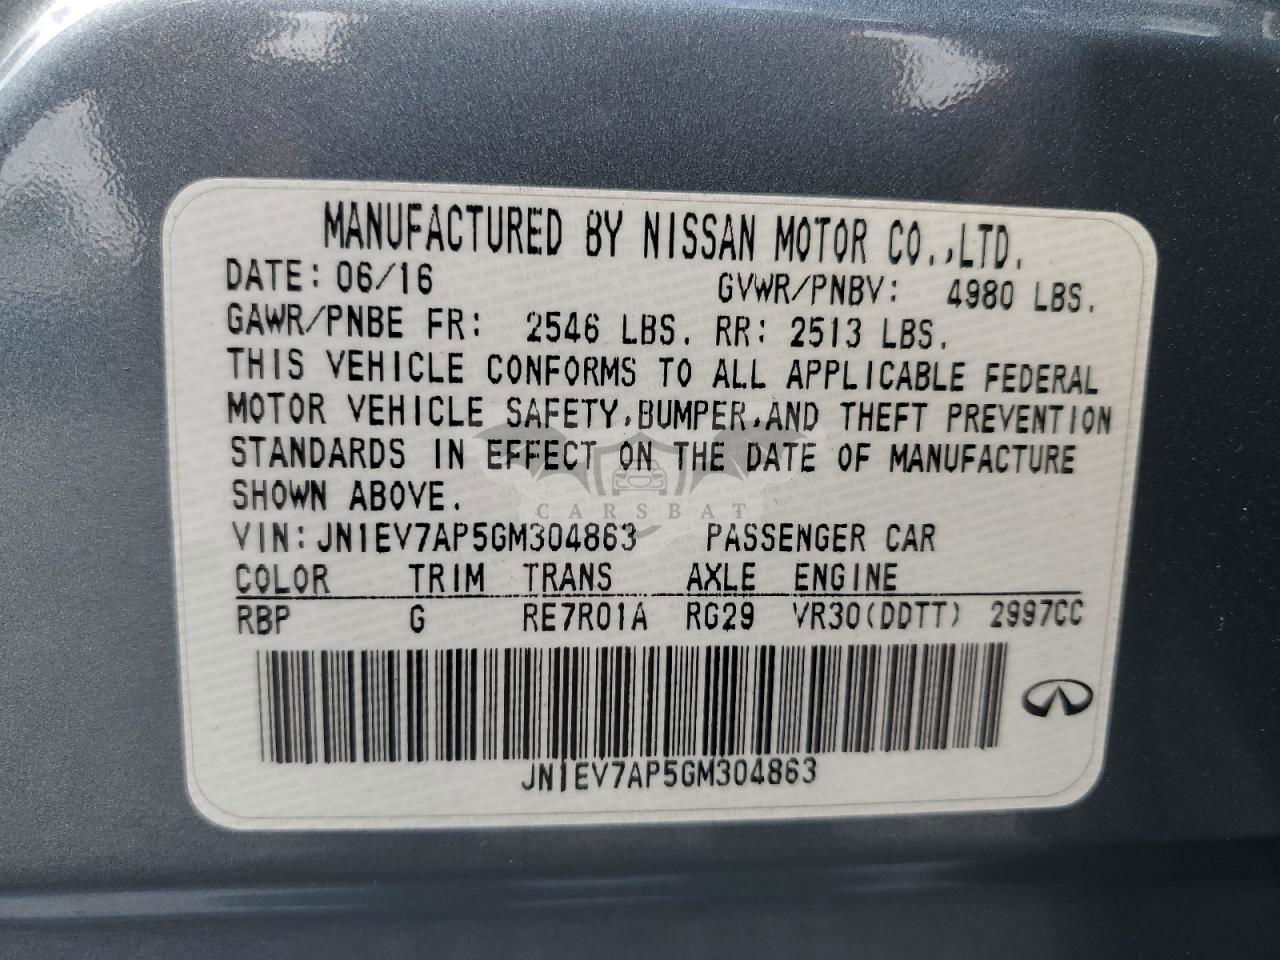 MANUFACTURED BY NISSAN MOTOR CO.,LTD.
DATE: 06/16 GVWR/PNBV: 4980 LBS.
GAWR/PNBE FR: 2546 LBS. RR: 2513 LBS.
THIS VEHICLE CONFORMS TO ALL APPLICABLE FEDERAL
MOTOR VEHICLE SAFETY,BUMPER,AND THEFT PREVENTION
STANDARDS IN EFFECT ON THE DATE OF MANUFACTURE
SHOWN ABOVE.
CARSBAT
VIN: JN1EV7AP5GM304863 PASSENGER CAR
COLOR TRIM TRANS AXLE ENGINE
RBP G RE7R01A RG29 VR30(DDTT) 2997CC
JN1EV7AP5GM304863